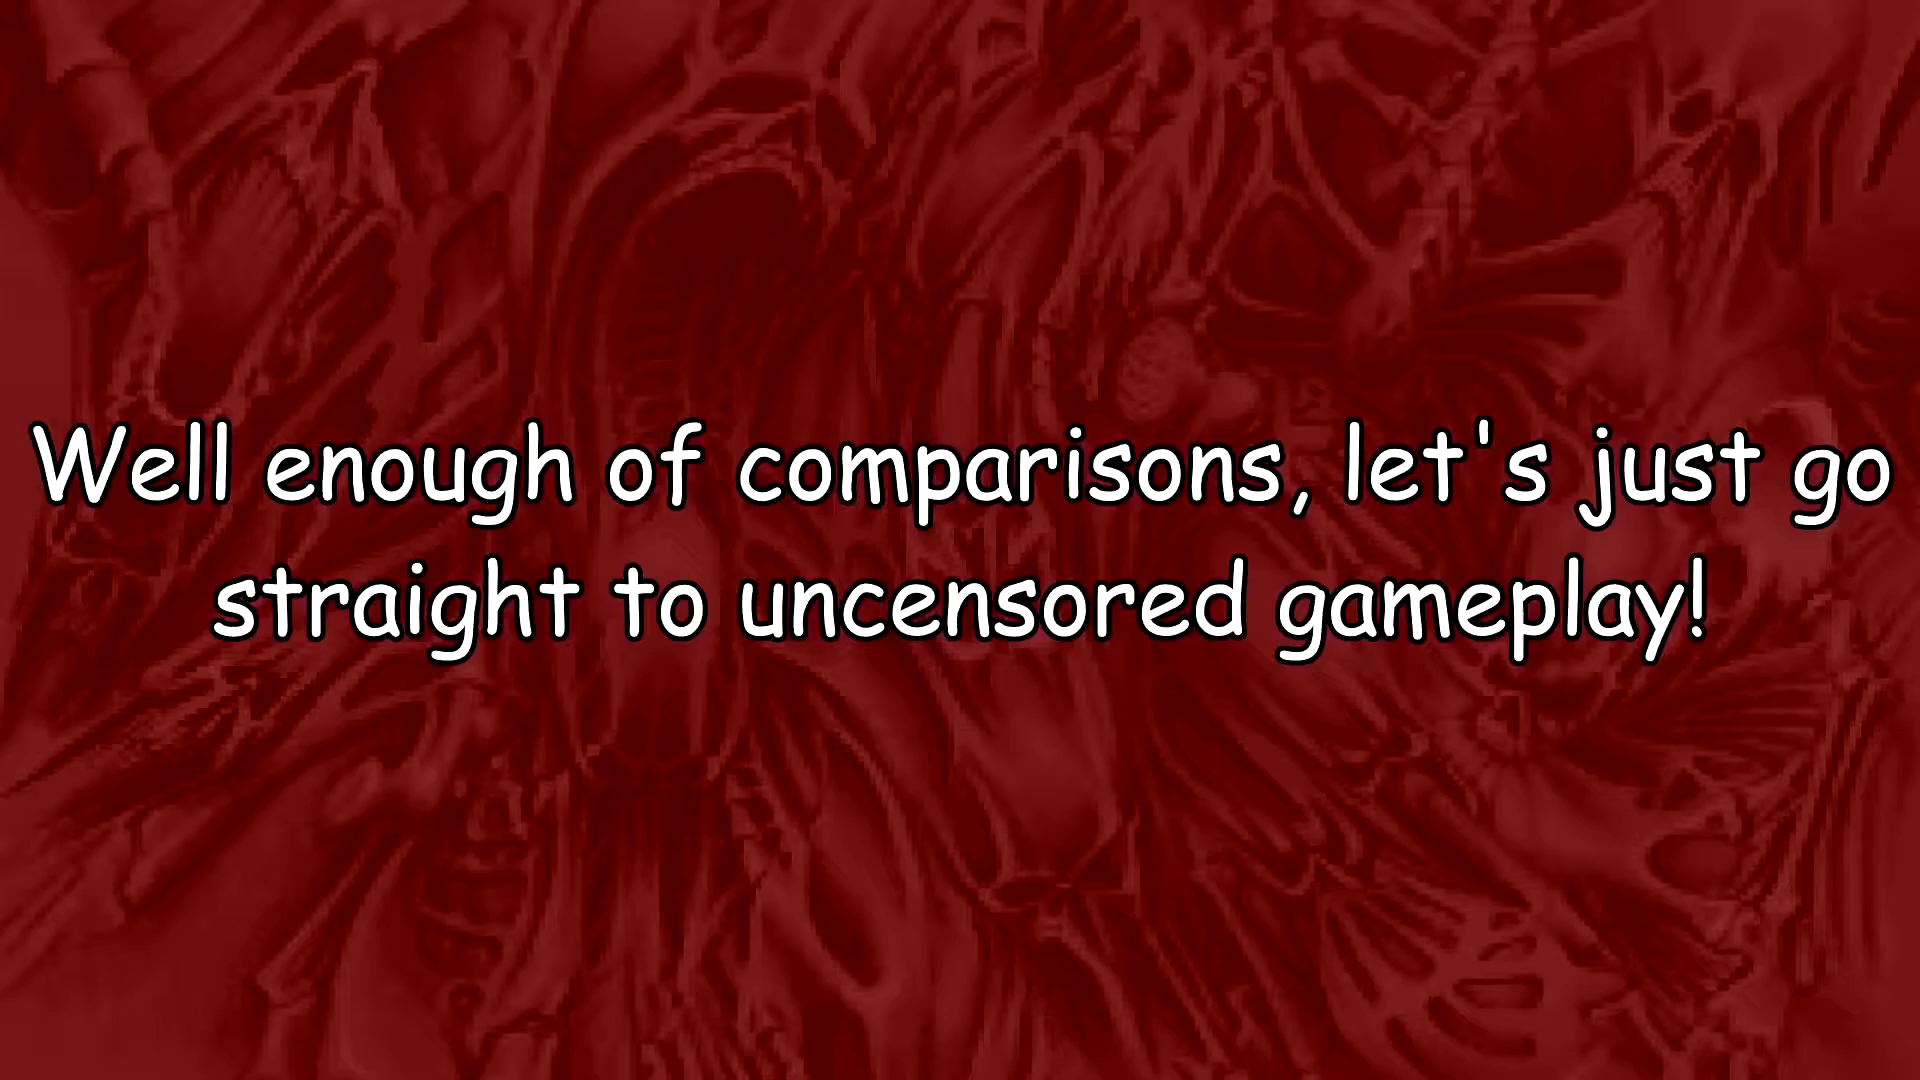 Well enough of comparisons, let's just go
straight to uncensored gameplay!